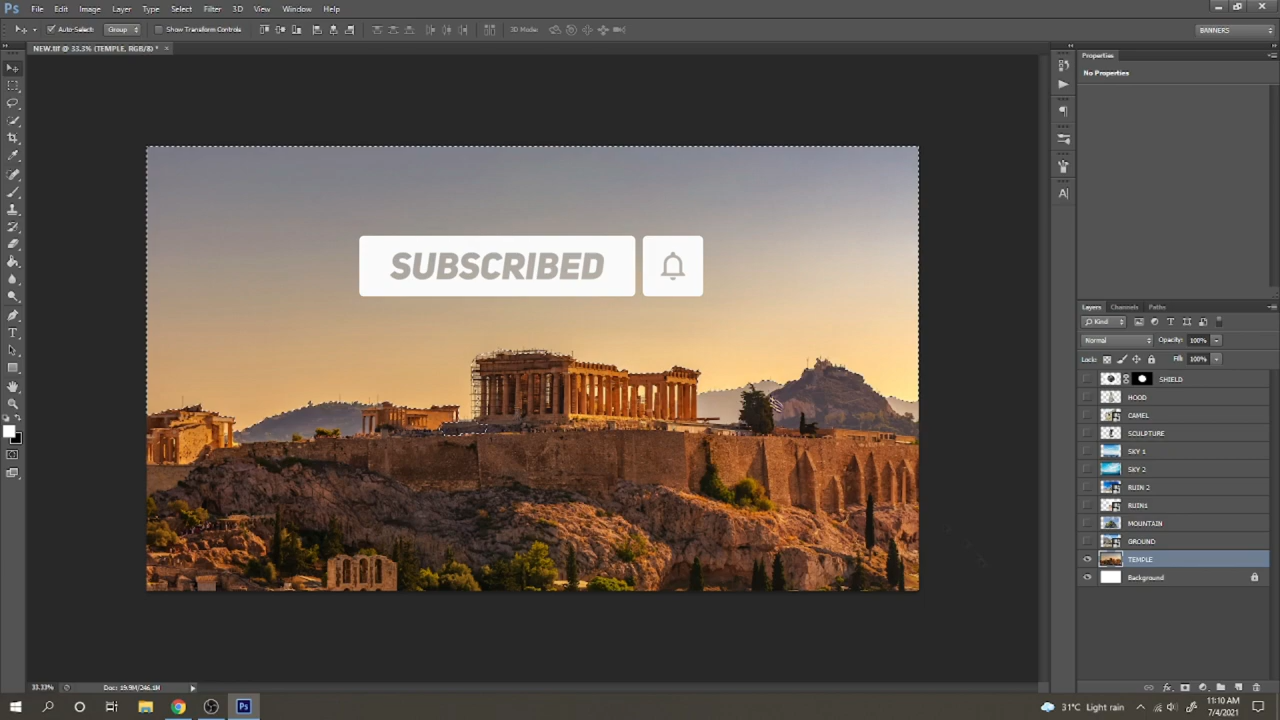 Ps File Edit Image Layer Type Select Filter 3D View Window Help
Auto-Select: Group Show Transform Controls 3D Mode: BANNERS
NEW.tif @ 33.3% (TEMPLE, RGB/8) * ×
Properties
No Properties
SUBSCRIBED
Layers Channels Paths
Kind
Normal Opacity: 100%
Lock: Fill: 100%
SHIELD
HOOD
CAMEL
SCULPTURE
SKY 1
SKY 2
RUIN 2
RUIN1
MOUNTAIN
GROUND
TEMPLE
Background
33.33% Doc: 19.9M/246.1M
Ps 31°C Light rain 11:10 AM
7/4/2021